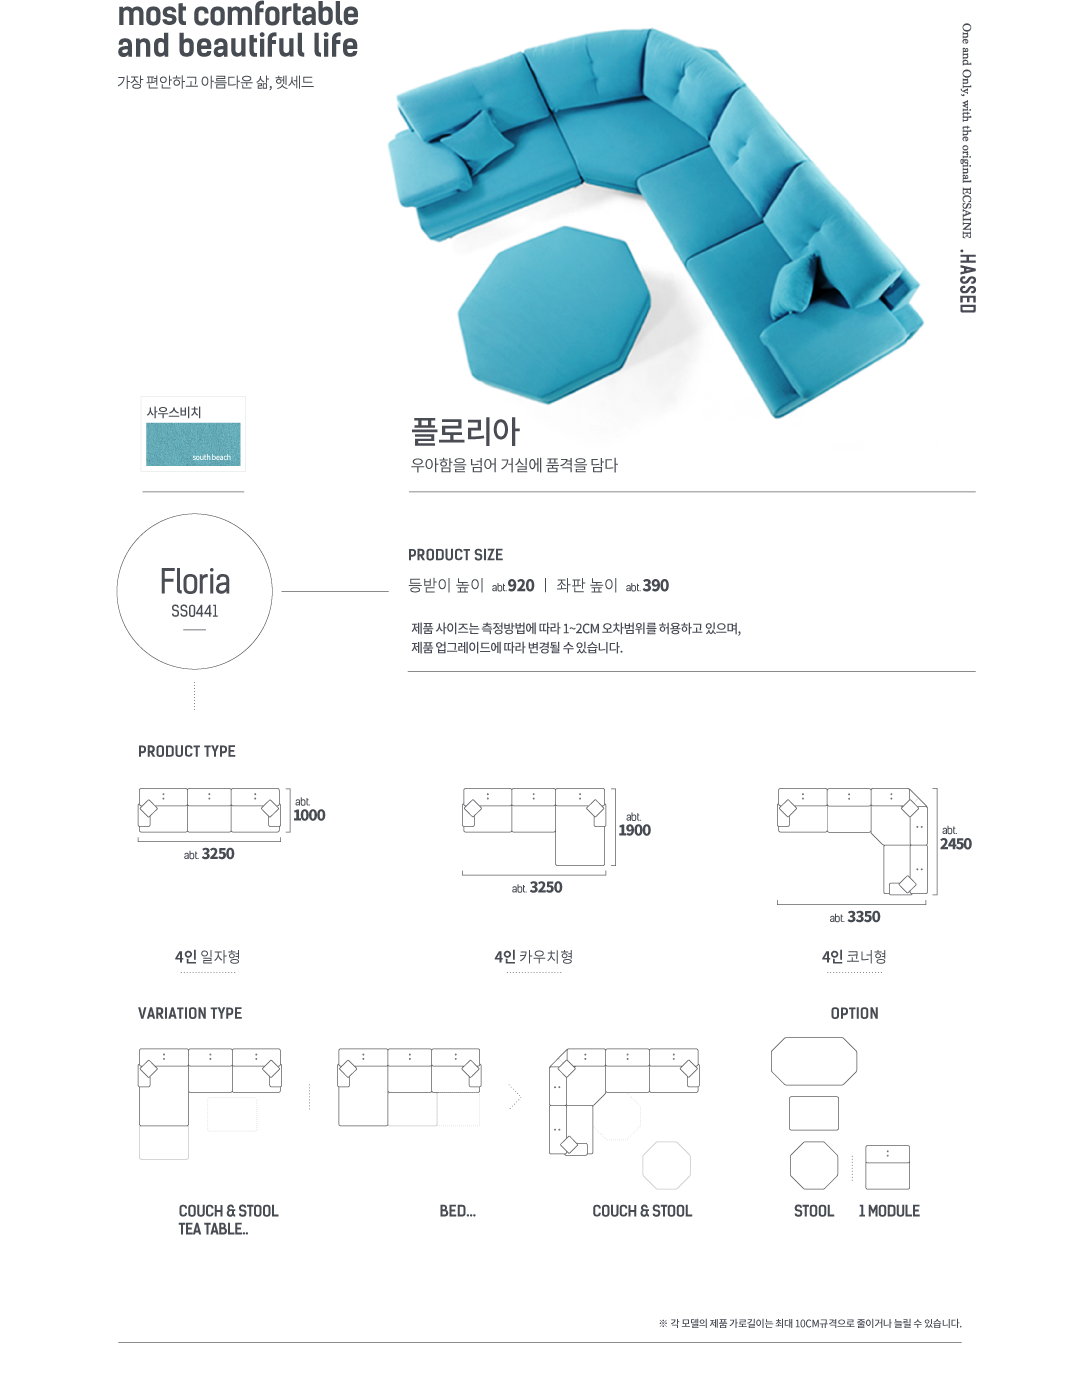 most comfortable
and beautiful life
가장 편안하고 아름다운 삶, 헷세드
One and Only, with the original ECSAINE .HASSED
사우스비치
south beach
플로리아
우아함을 넘어 거실에 품격을 담다
Floria
SS0441
PRODUCT SIZE
등받이 높이 abt.920 | 좌판 높이 abt.390
제품 사이즈는 측정방법에 따라 1~2CM 오차범위를 허용하고 있으며,
제품 업그레이드에 따라 변경될 수 있습니다.
PRODUCT TYPE
abt.
1000
abt. 3250
abt.
1900
abt. 3250
abt.
2450
abt. 3350
4인 일자형
4인 카우치형
4인 코너형
VARIATION TYPE
OPTION
COUCH & STOOL
TEA TABLE..
BED...
COUCH & STOOL
STOOL
1 MODULE
※ 각 모델의 제품 가로길이는 최대 10CM규격으로 줄이거나 늘릴 수 있습니다.